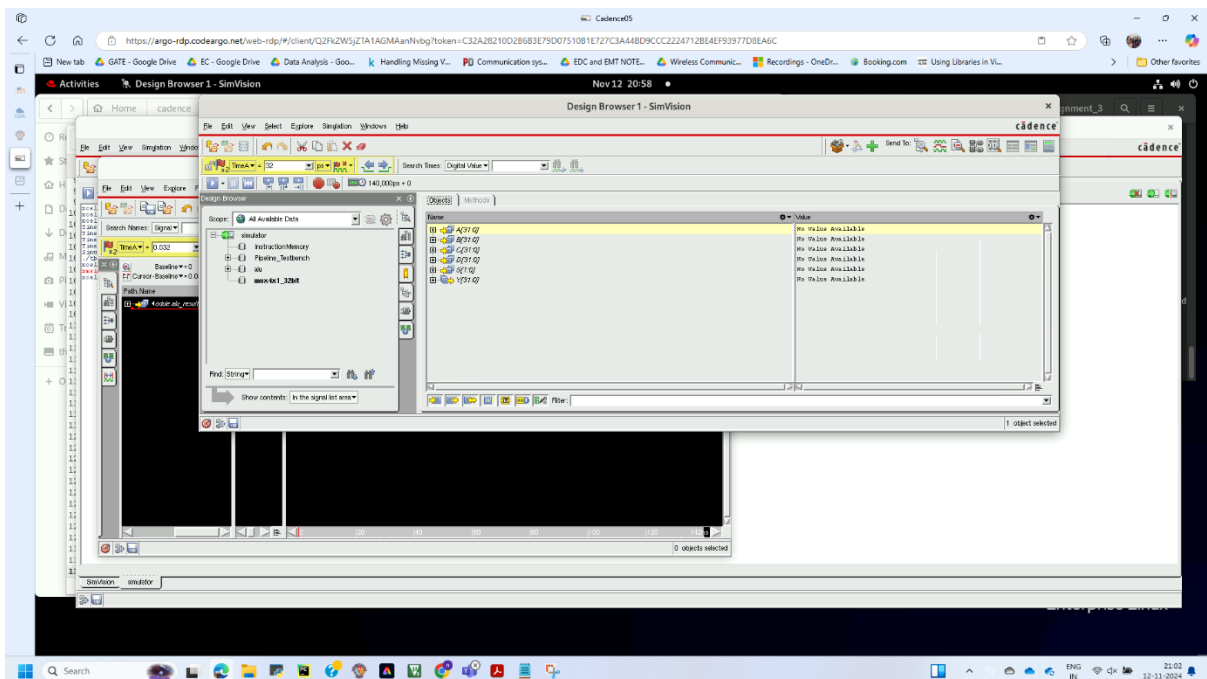 Cadence05
https://argo-rdp.codeargo.net/web-rdp/#/client/Q2FkZW5jZTA1AGMAanNvbg?token=C32A28210D2B6B3E79D07510B1E727C3A44BD9CCC2224712BE4EF93977D8EA6C
New tab GATE - Google Drive EC - Google Drive Data Analysis - Goo... Handling Missing V... Communication sys... EDC and EMT NOTE... Wireless Communic... Recordings - OneDr... Booking.com Using Libraries in Vi... Other favorites
Activities Design Browser 1 - SimVision Nov 12 20:58
Home cadence
Design Browser 1 - SimVision
File Edit View Select Explore Simulation Windows Help
cādence
cādence
File Edit View Simulation
TimeA = 32 ps
Search Times: Digital Value
Send To:
140,000ps + 0
File Edit View Explore
Search Names: Signal
TimeA = 0.032
Baseline = 0
Cursor-Baseline = 0.0
Path.Name
Design Browser
Scope: All Available Data
simulator
InstructionMemory
Pipeline_Testbench
mux4x1_32bit
Find: String
Show contents: In the signal list area
Objects Methods
Name Value
A[31:0] No Value Available
B[31:0] No Value Available
C[31:0] No Value Available
D[31:0] No Value Available
S[1:0] No Value Available
Y[31:0] No Value Available
Filter:
1 object selected
0 objects selected
SimVision simulator
Search
ENG
IN
21:02
12-11-2024